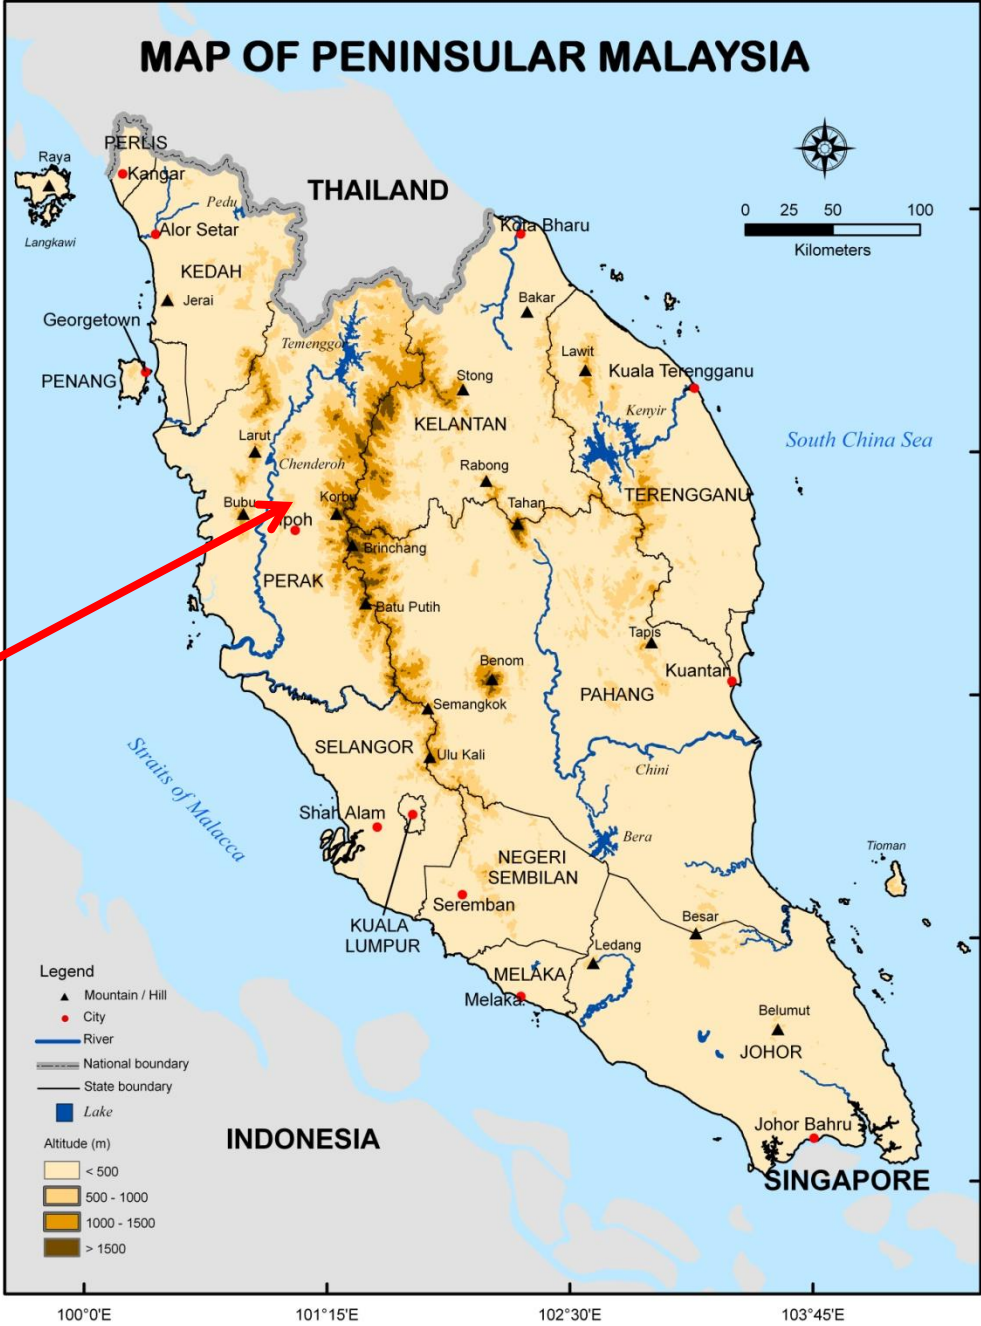 MAP OF PENINSULAR MALAYSIA
PERLIS
Raya
Kangar
THAILAND
Pedu
0 25 50 100
Kilometers
Langkawi
Alor Setar
Kota Bharu
KEDAH
Jerai
Bakar
Georgetown
Temenggor
Lawit
PENANG
Stong
Kuala Terengganu
KELANTAN
Kenyir
Larut
South China Sea
Chenderoh
Rabong
Bubu
Korbu
TERENGGANU
Tahan
Ipoh
Brinchang
PERAK
Batu Putih
Tapis
Benom
Kuantan
PAHANG
Semangkok
SELANGOR
Ulu Kali
Chini
Straits of Malacca
Shah Alam
Bera
Tioman
NEGERI
SEMBILAN
Seremban
Besar
KUALA
LUMPUR
Ledang
MELAKA
Melaka
Belumut
JOHOR
Johor Bahru
INDONESIA
SINGAPORE
Legend
Mountain / Hill
City
River
National boundary
State boundary
Lake
Altitude (m)
< 500
500 - 1000
1000 - 1500
> 1500
100°0'E 101°15'E 102°30'E 103°45'E